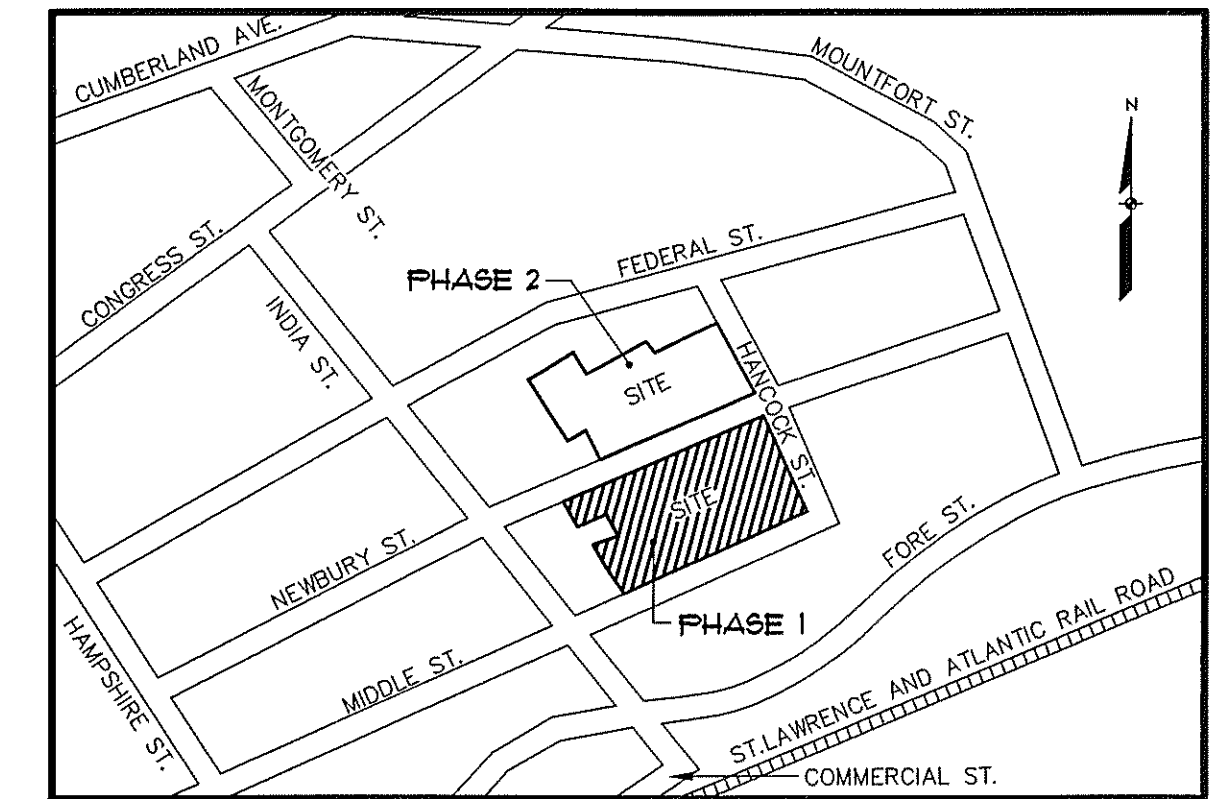 CUMBERLAND AVE.
MONTGOMERY ST.
MOUNTFORT ST.
N
CONGRESS ST.
FEDERAL ST.
PHASE 2
INDIA ST.
SITE
HANCOCK ST.
SITE
FORE ST.
NEWBURY ST.
PHASE 1
HAMPSHIRE ST.
MIDDLE ST.
ST.LAWRENCE AND ATLANTIC RAIL ROAD
COMMERCIAL ST.